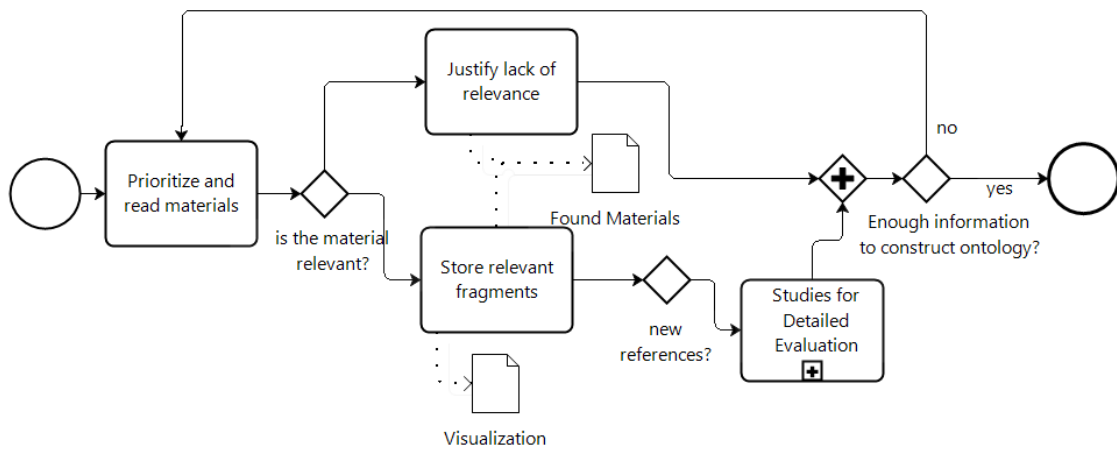 Justify lack of
relevance
no
Prioritize and
read materials
yes
Found Materials
is the material
relevant?
Enough information
to construct ontology?
Store relevant
fragments
new
references?
Studies for
Detailed
Evaluation
Visualization